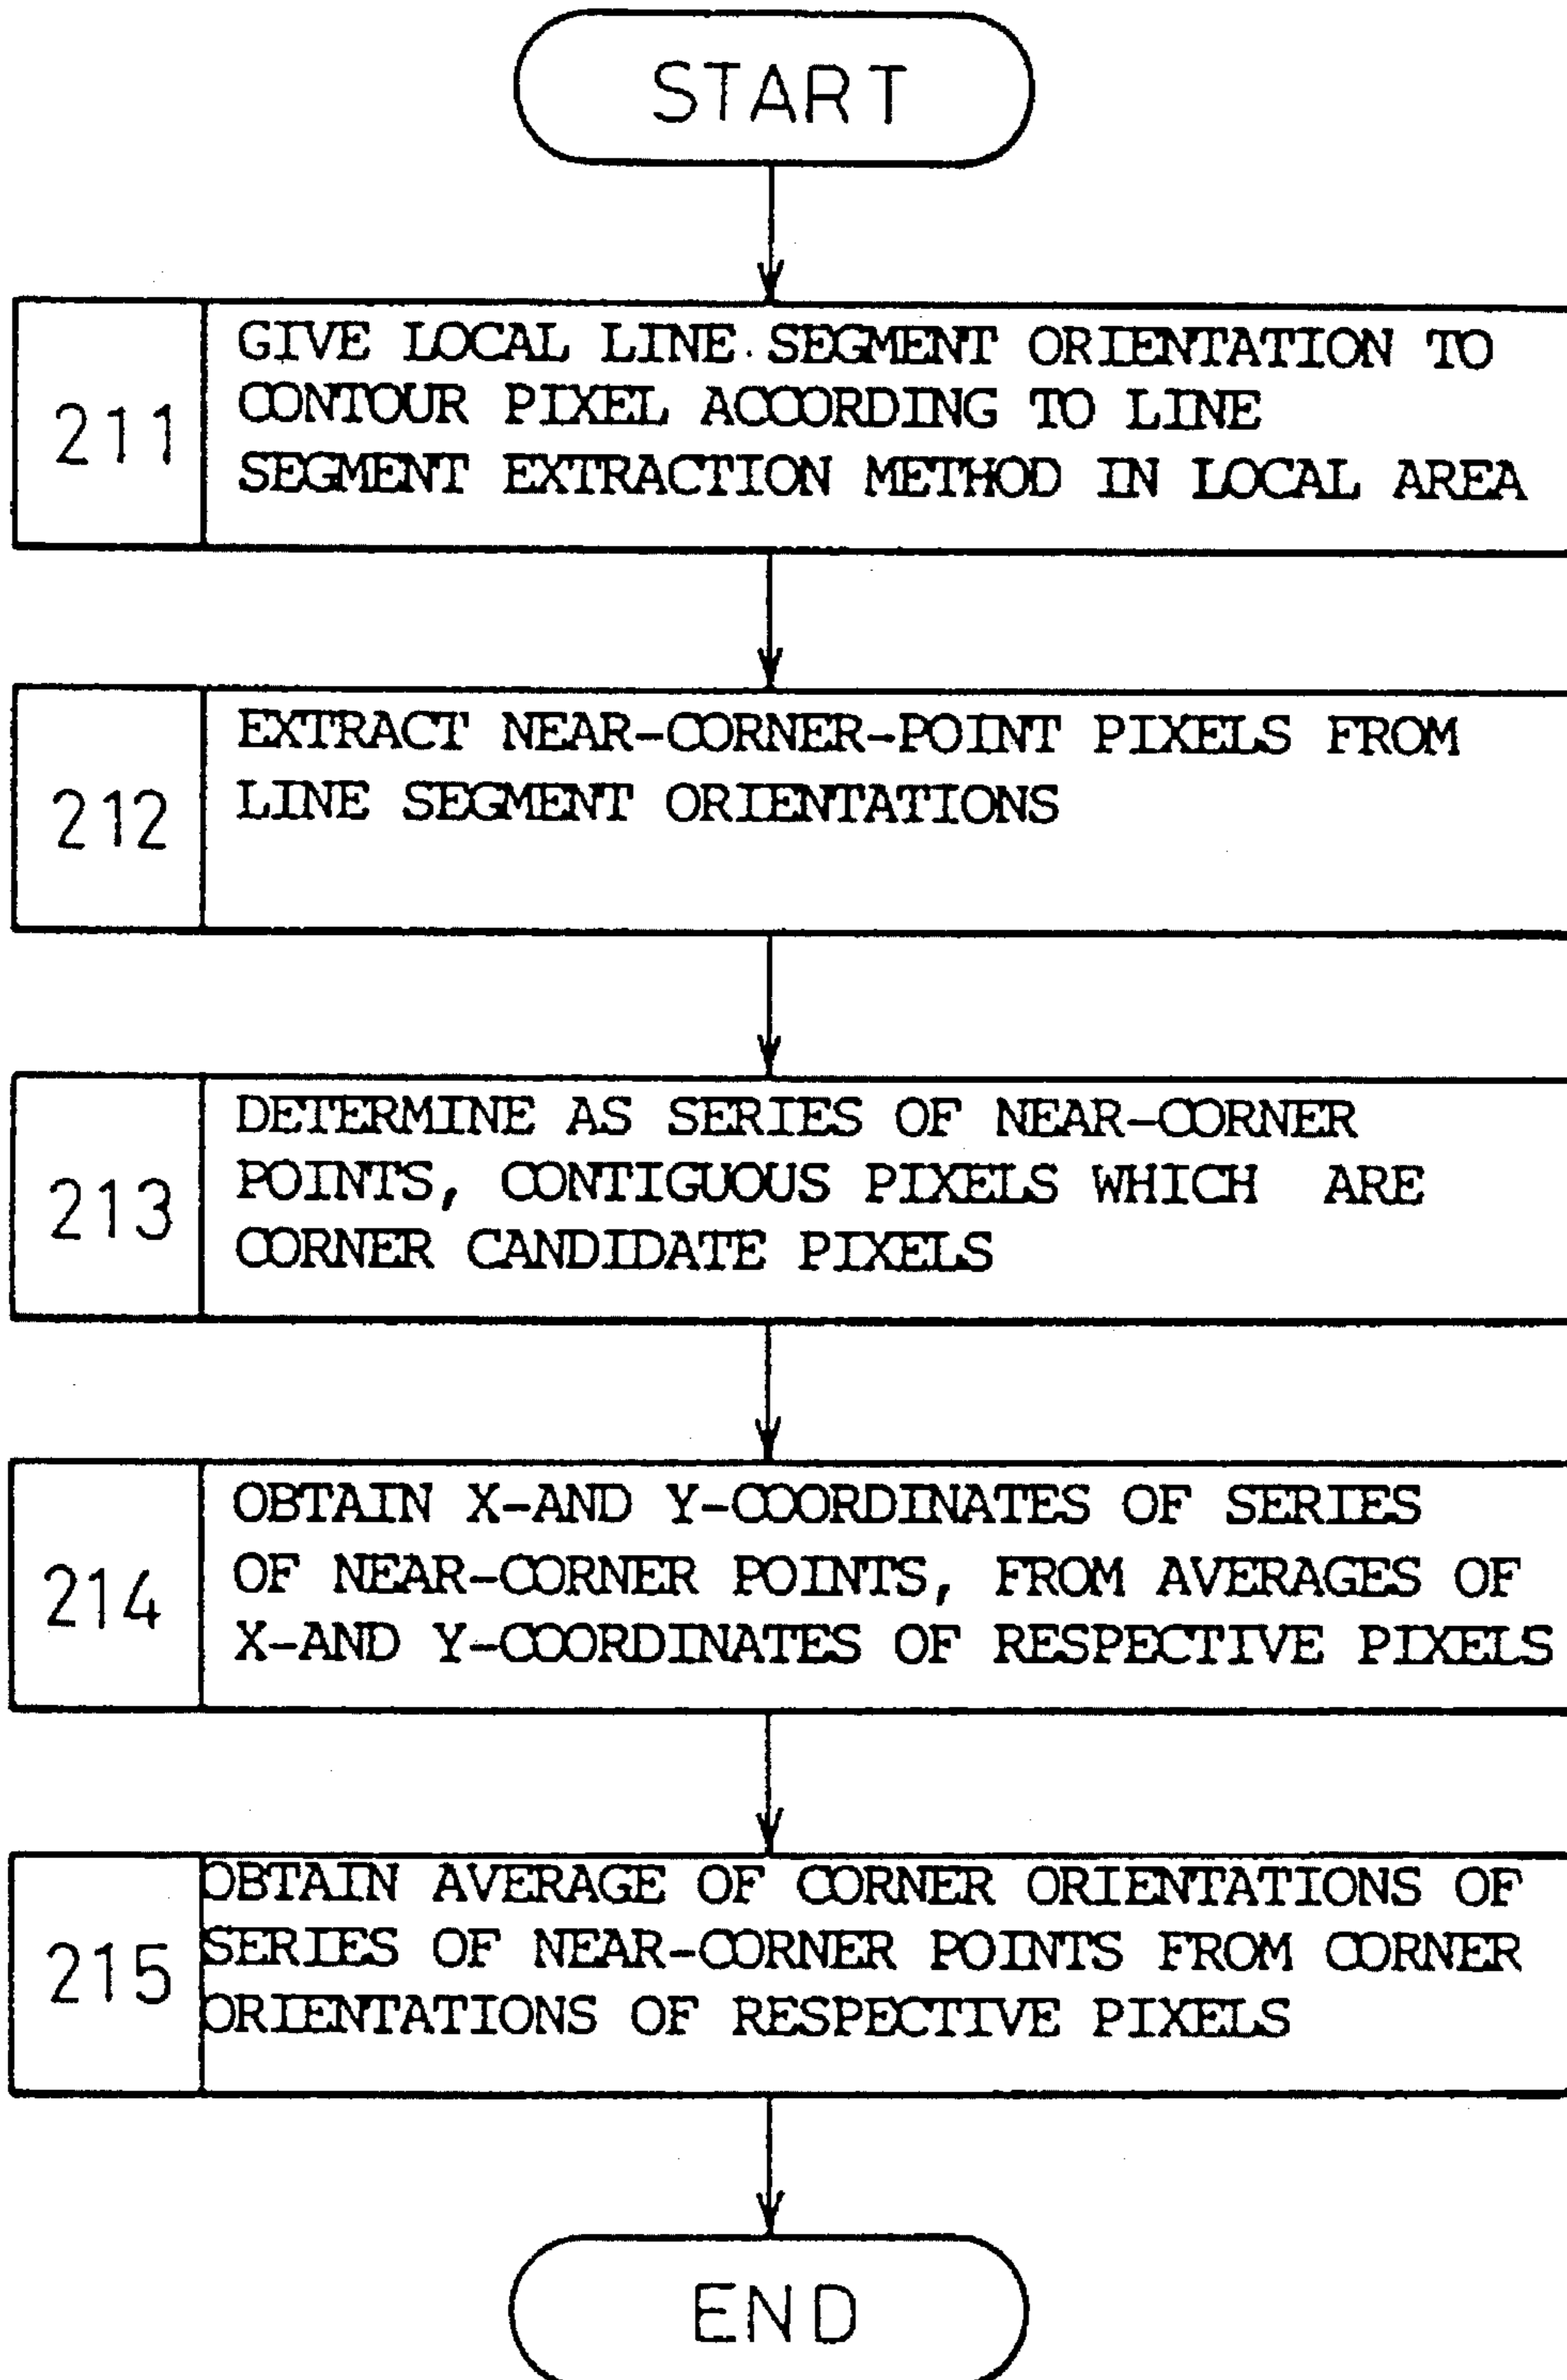 START
211
GIVE LOCAL LINE SEGMENT ORIENTATION TO
CONTOUR PIXEL ACCORDING TO LINE
SEGMENT EXTRACTION METHOD IN LOCAL AREA
212
EXTRACT NEAR-CORNER-POINT PIXELS FROM
LINE SEGMENT ORIENTATIONS
213
DETERMINE AS SERIES OF NEAR-CORNER
POINTS, CONTIGUOUS PIXELS WHICH ARE
CORNER CANDIDATE PIXELS
214
OBTAIN X-AND Y-COORDINATES OF SERIES
OF NEAR-CORNER POINTS, FROM AVERAGES OF
X-AND Y-COORDINATES OF RESPECTIVE PIXELS
215
OBTAIN AVERAGE OF CORNER ORIENTATIONS OF
SERIES OF NEAR-CORNER POINTS FROM CORNER
ORIENTATIONS OF RESPECTIVE PIXELS
END